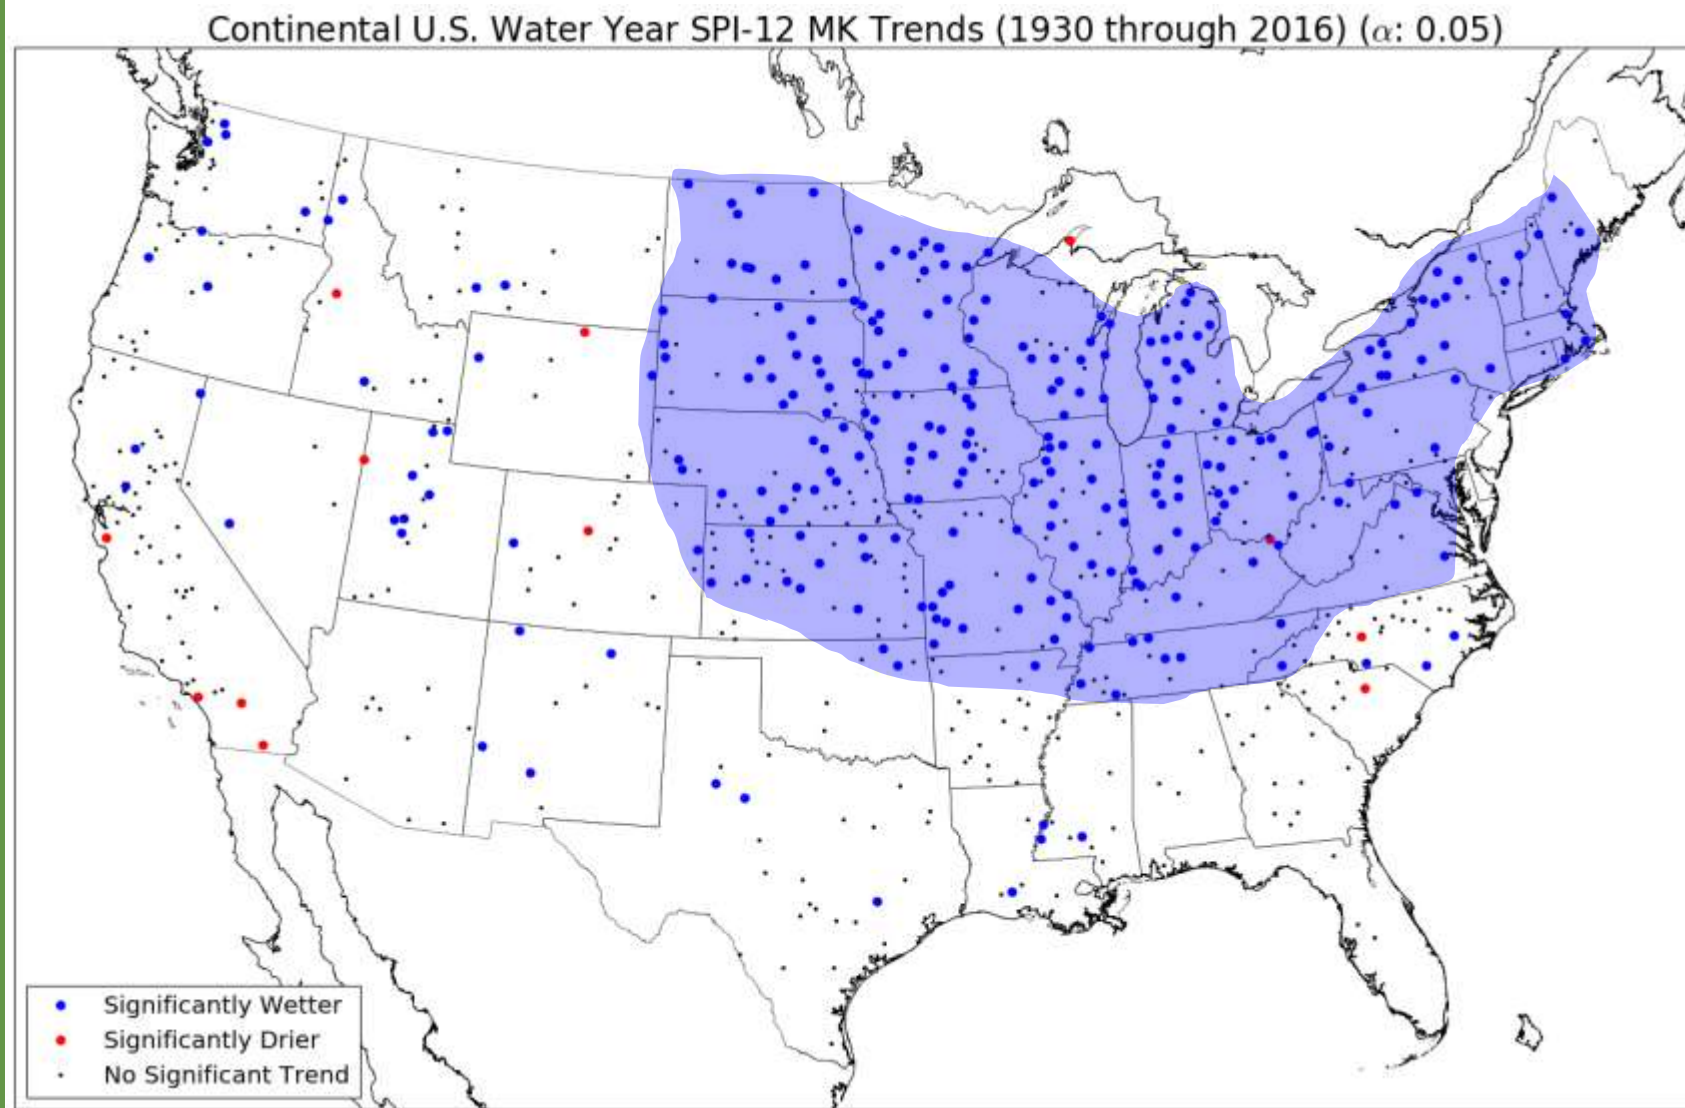 Continental U.S. Water Year SPI-12 MK Trends (1930 through 2016) (α: 0.05)
Significantly Wetter
Significantly Drier
No Significant Trend